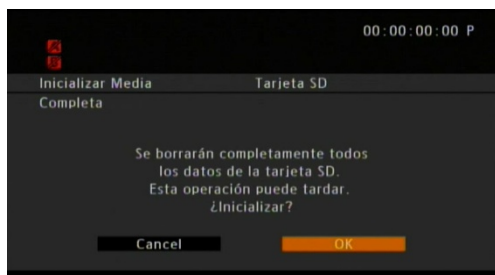 00:00:00:00 P
A
B
Inicializar Media Tarjeta SD
Completa
Se borrarán completamente todos
los datos de la tarjeta SD.
Esta operación puede tardar.
¿Inicializar?
Cancel OK